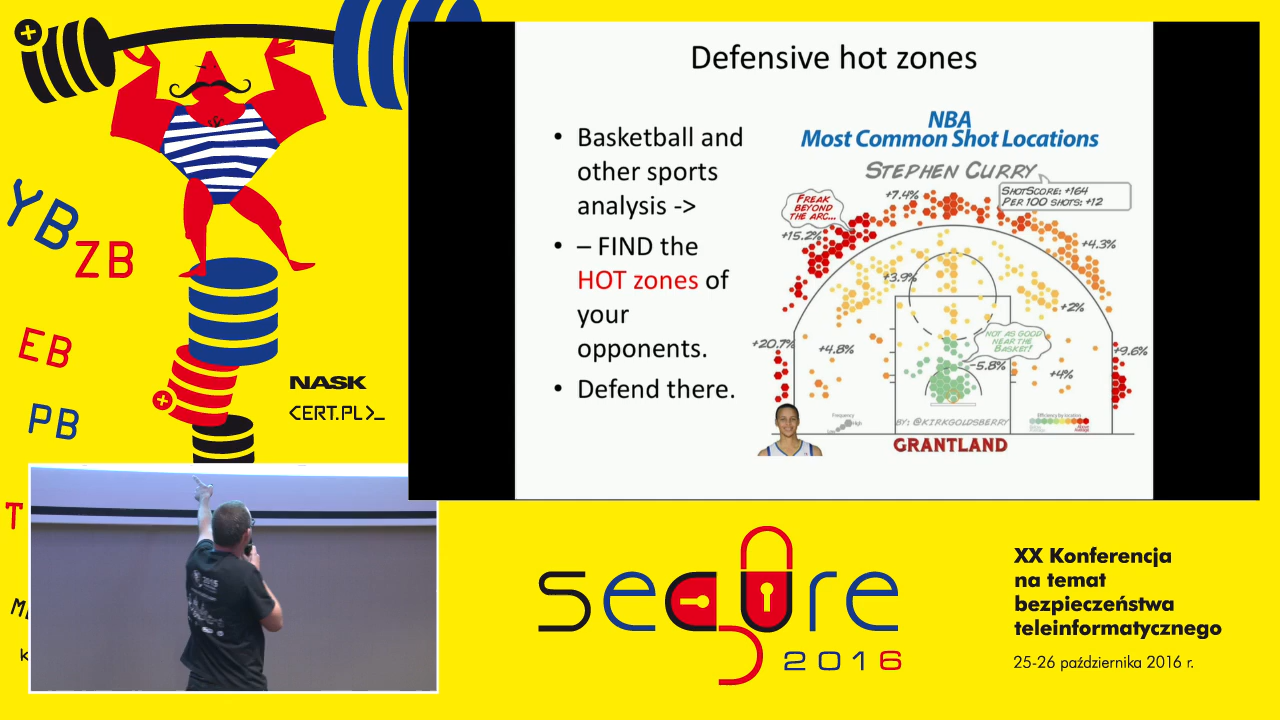 Defensive hot zones
• Basketball and
other sports
analysis ->
• – FIND the
HOT zones of
your
opponents.
• Defend there.
NBA
Most Common Shot Locations
STEPHEN CURRY
SHOTSCORE: +164
PER 100 SHOTS: +12
FREAK
BEYOND
THE ARC...
+7.4%
+15.2%
+4.3%
+3.9%
+2%
NOT AS GOOD
NEAR THE
BASKET!
+20.7%
+4.8%
-5.8%
+4%
+9.6%
Frequency
High
BY: @KIRKGOLDSBERRY
Efficiency by location
GRANTLAND
YB
ZB
EB
PB
T
NASK
<CERT.PL>_
2015
secure
2016
XX Konferencja
na temat
bezpieczeństwa
teleinformatycznego
25-26 października 2016 r.